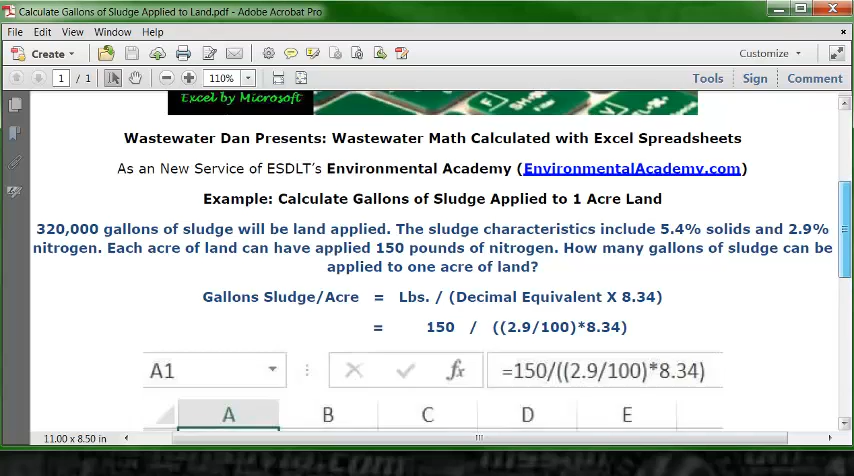 Calculate Gallons of Sludge Applied to Land.pdf - Adobe Acrobat Pro
File Edit View Window Help
Create Customize
1 / 1 110% Tools Sign Comment
Excel by Microsoft
Wastewater Dan Presents: Wastewater Math Calculated with Excel Spreadsheets
As an New Service of ESDLT's Environmental Academy (EnvironmentalAcademy.com)
Example: Calculate Gallons of Sludge Applied to 1 Acre Land
320,000 gallons of sludge will be land applied. The sludge characteristics include 5.4% solids and 2.9%
nitrogen. Each acre of land can have applied 150 pounds of nitrogen. How many gallons of sludge can be
applied to one acre of land?
Gallons Sludge/Acre = Lbs. / (Decimal Equivalent X 8.34)
= 150 / ((2.9/100)*8.34)
A1 fx =150/((2.9/100)*8.34)
A B C D E
11.00 x 8.50 in